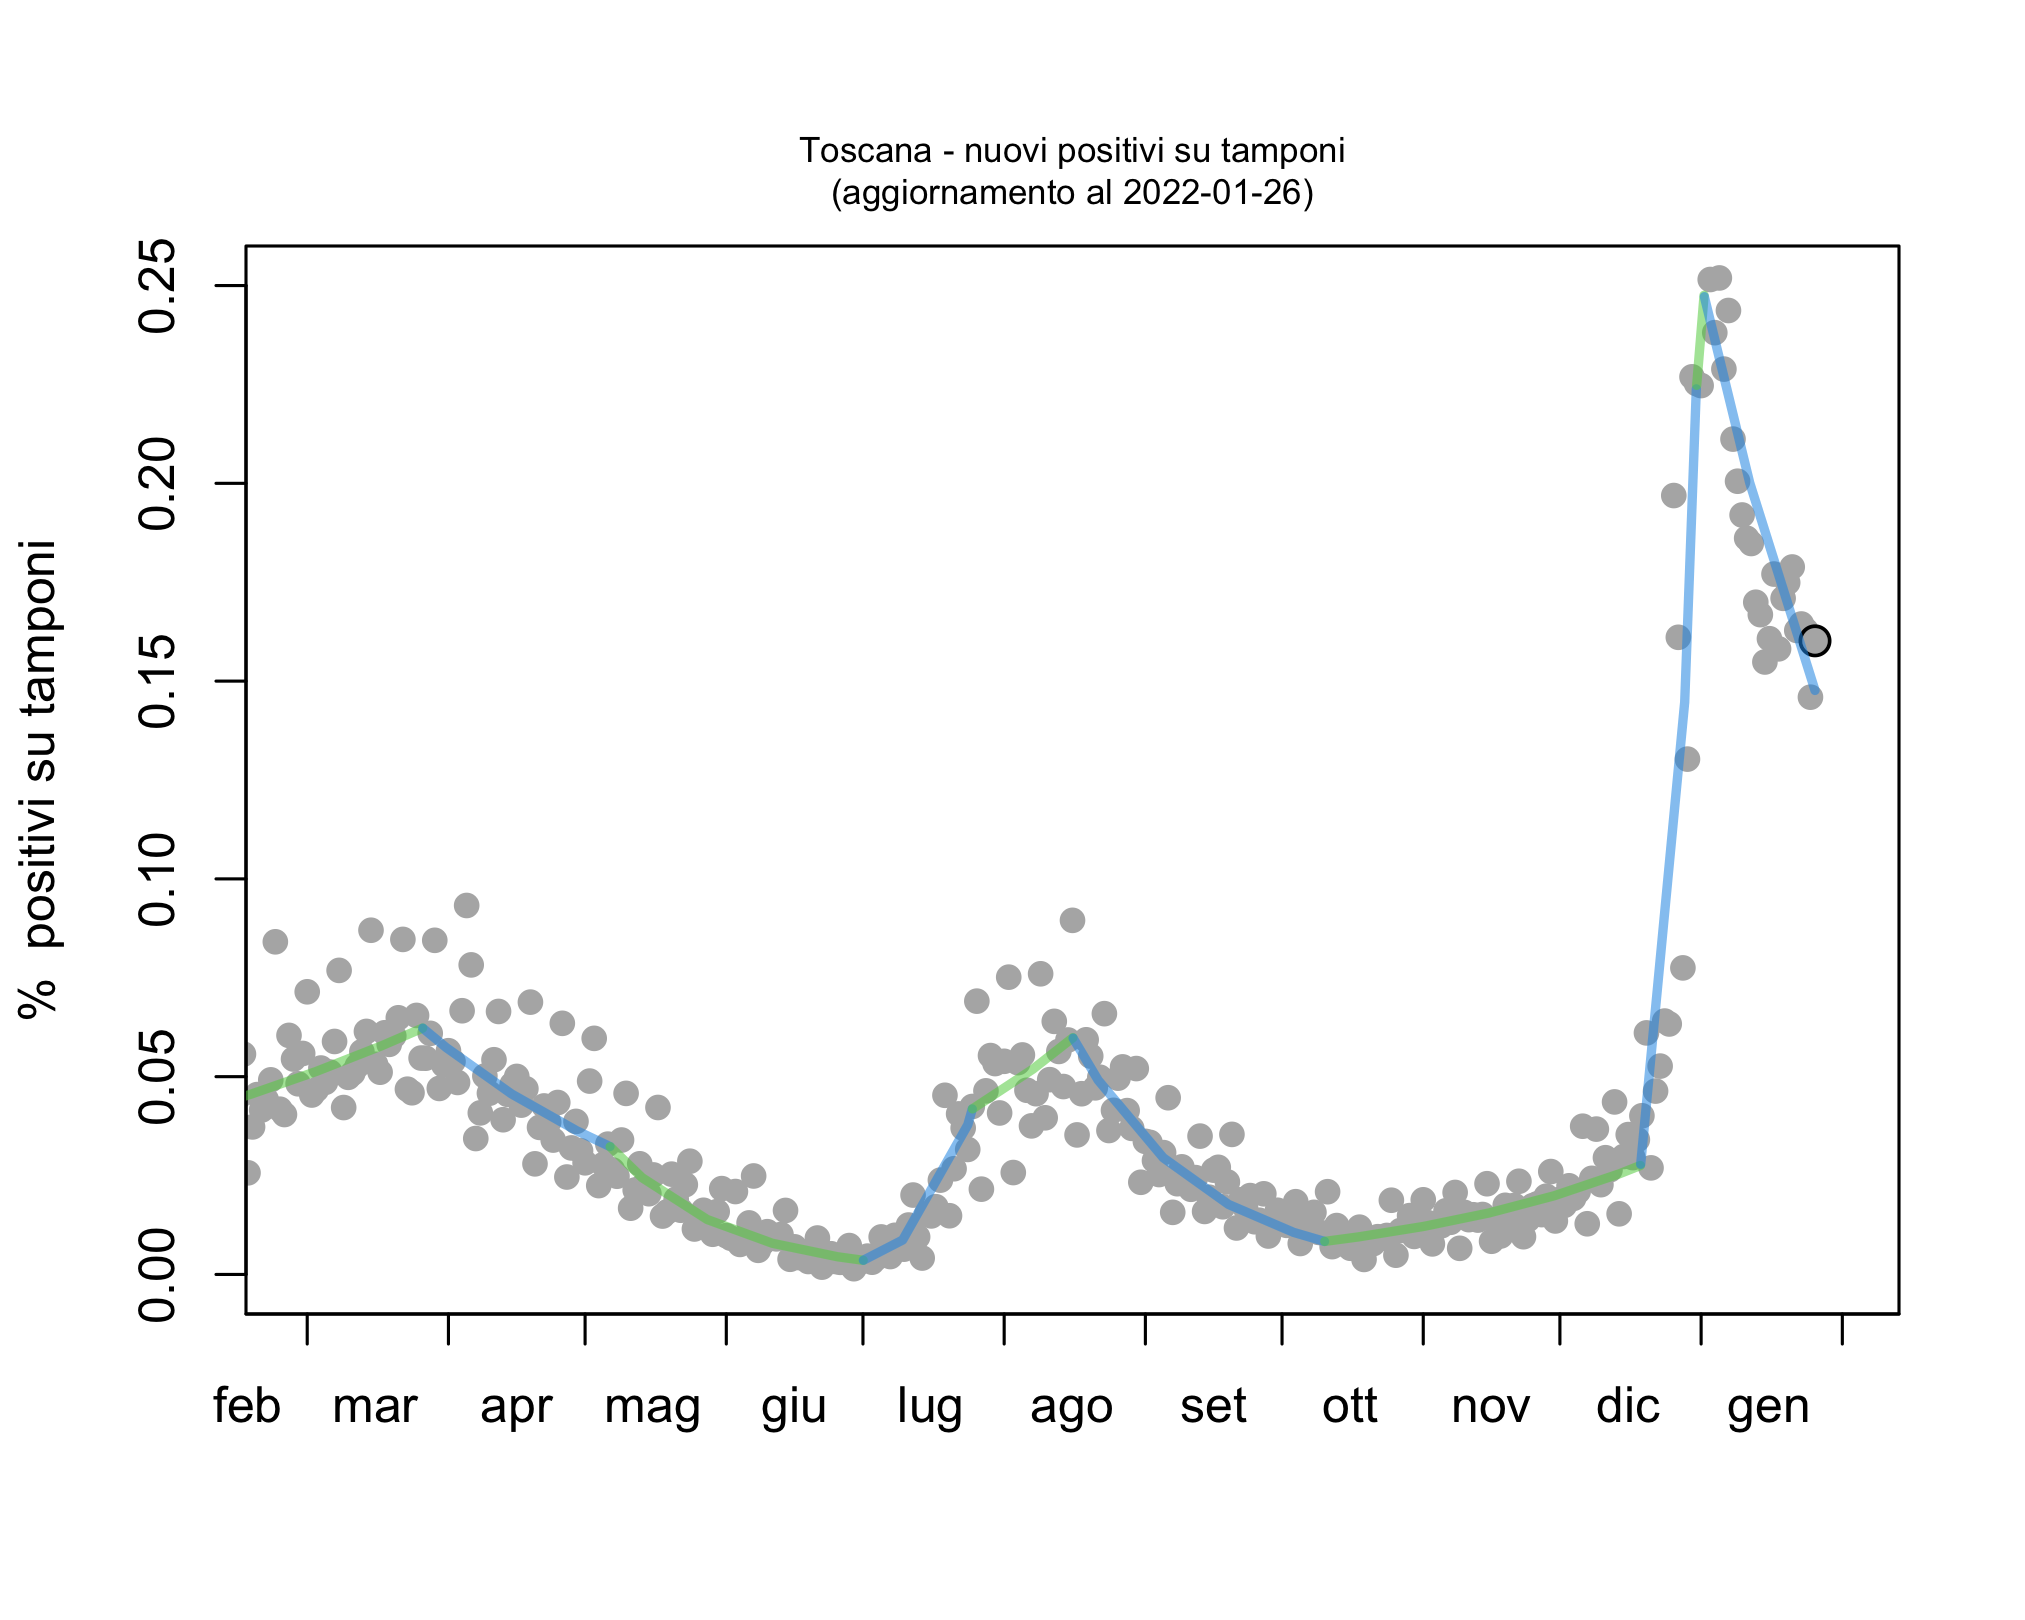 Toscana - nuovi positivi su tamponi
(aggiornamento al 2022-01-26)
% positivi su tamponi
0.25
0.20
0.15
0.10
0.05
0.00
feb mar apr mag giu lug ago set ott nov dic gen